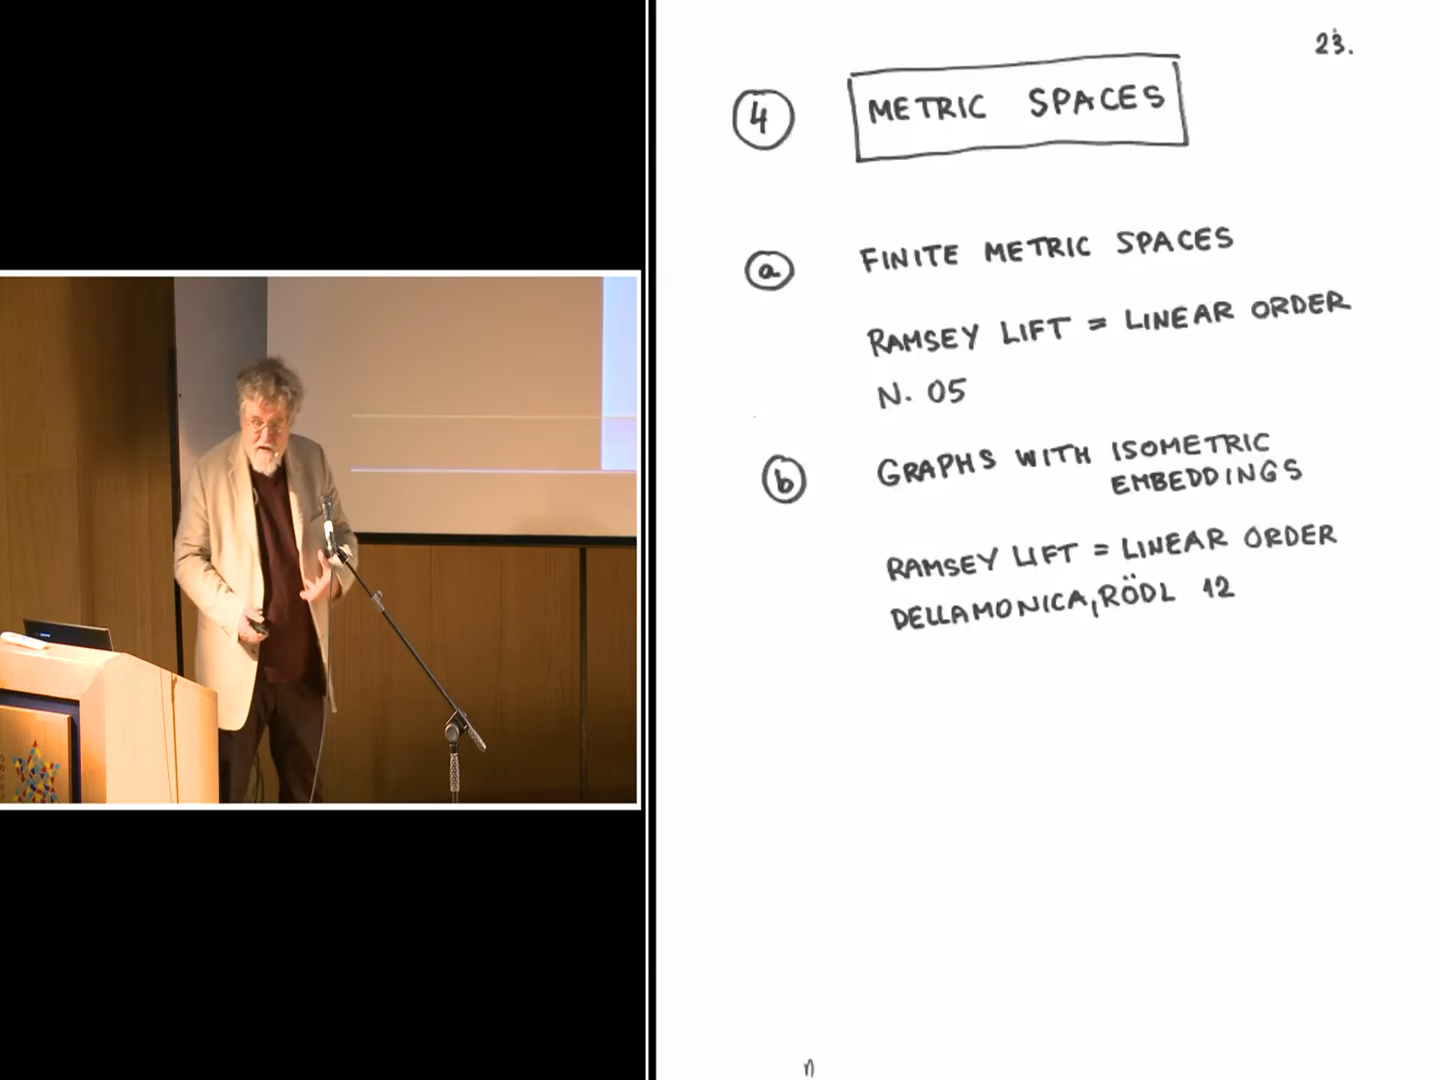 23.
4 METRIC SPACES
a FINITE METRIC SPACES
RAMSEY LIFT = LINEAR ORDER
N. 05
b GRAPHS WITH ISOMETRIC
EMBEDDINGS
RAMSEY LIFT = LINEAR ORDER
DELLAMONICA, RÖDL 12
n